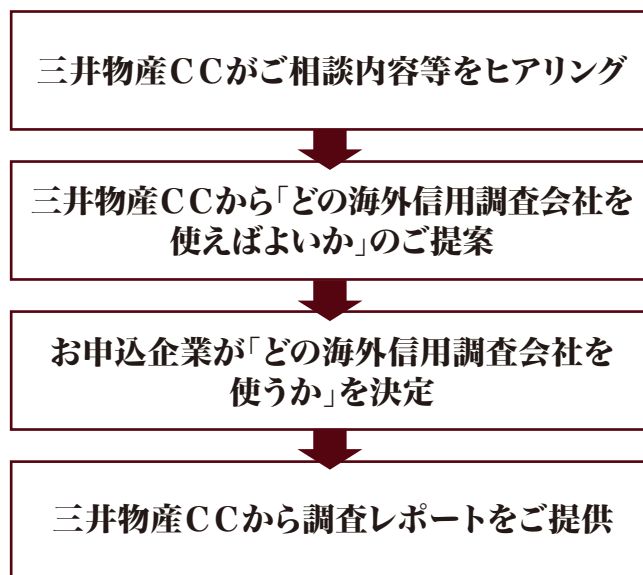 三井物産CCがご相談内容等をヒアリング
三井物産CCから「どの海外信用調査会社を
使えばよいか」のご提案
お申込企業が「どの海外信用調査会社を
使うか」を決定
三井物産CCから調査レポートをご提供